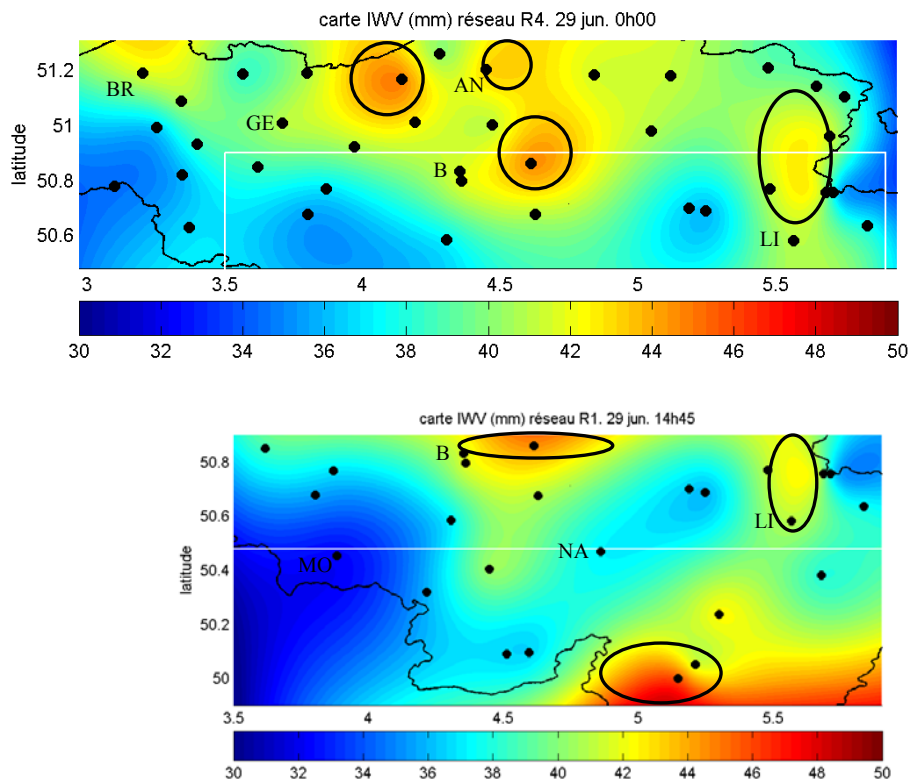 carte IWV (mm) réseau R4. 29 jun. 0h00
latitude
51.2
51
50.8
50.6
BR
GE
AN
B
LI
3 3.5 4 4.5 5 5.5
30 32 34 36 38 40 42 44 46 48 50
carte IWV (mm) réseau R1. 29 jun. 14h45
latitude
50.8
50.6
50.4
50.2
50
B
LI
MO
NA
3.5 4 4.5 5 5.5
30 32 34 36 38 40 42 44 46 48 50